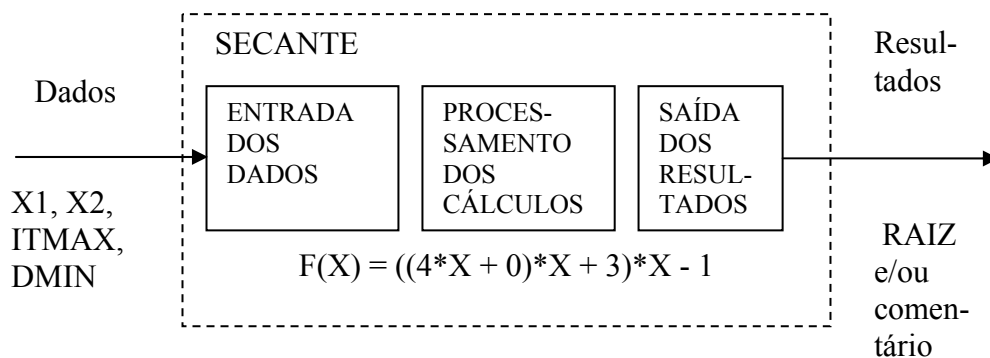 Dados
X1, X2,
ITMAX,
DMIN
SECANTE
ENTRADA
DOS
DADOS
PROCES-
SAMENTO
DOS
CÁLCULOS
SAÍDA
DOS
RESUL-
TADOS
F(X) = ((4*X + 0)*X + 3)*X - 1
Resul-
tados
RAIZ
e/ou
comen-
tário